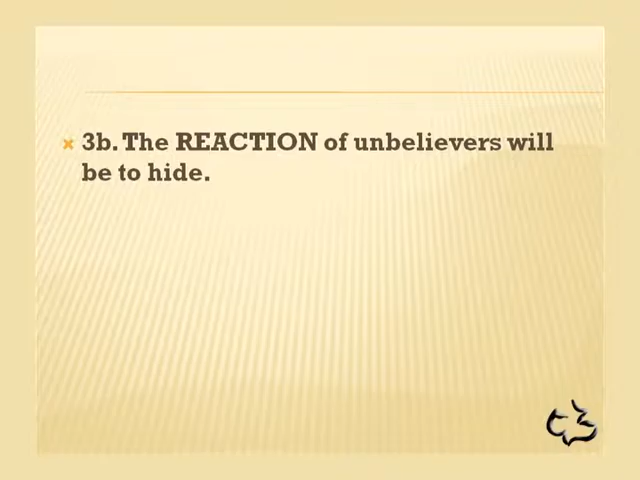 3b. The REACTION of unbelievers will
be to hide.